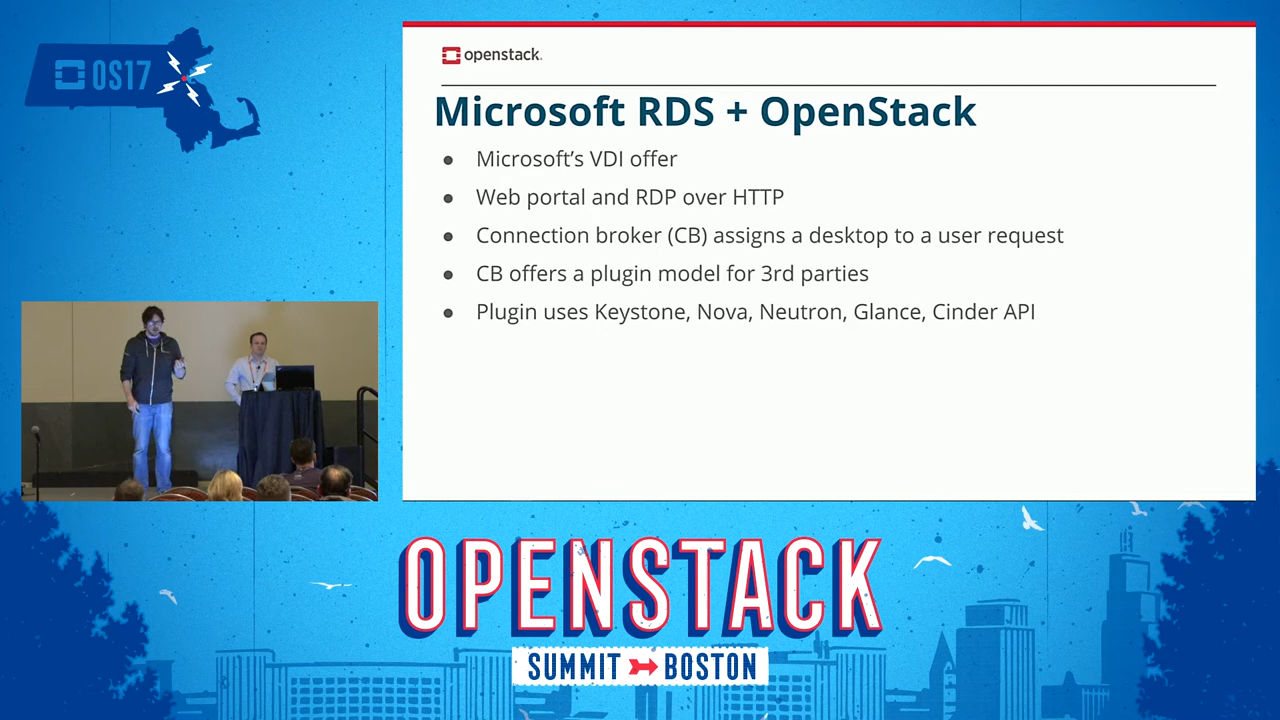 OS17
openstack.
Microsoft RDS + OpenStack
● Microsoft's VDI offer
● Web portal and RDP over HTTP
● Connection broker (CB) assigns a desktop to a user request
● CB offers a plugin model for 3rd parties
● Plugin uses Keystone, Nova, Neutron, Glance, Cinder API
OPENSTACK
SUMMIT BOSTON